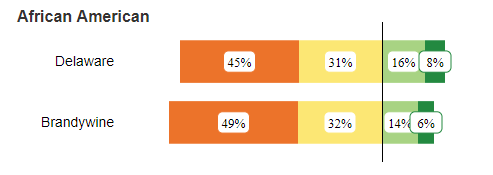 African American
Delaware 45% 31% 16% 8%
Brandywine 49% 32% 14% 6%